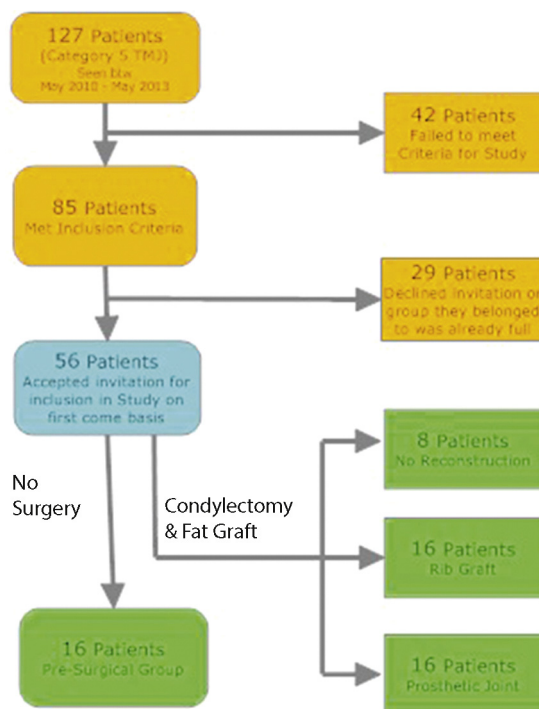 127 Patients
(Category 5 TMJ)
Seen btw
May 2010 - May 2013
42 Patients
Failed to meet
Criteria for Study
85 Patients
Met Inclusion Criteria
29 Patients
Declined invitation or
group they belonged
to was already full
56 Patients
Accepted invitation for
inclusion in Study on
first come basis
No
Surgery
Condylectomy
& Fat Graft
8 Patients
No Reconstruction
16 Patients
Rib Graft
16 Patients
Pre-Surgical Group
16 Patients
Prosthetic Joint